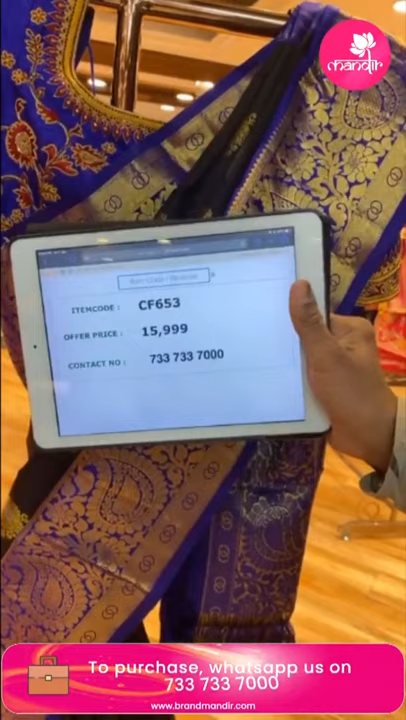 mandir
ITEMCODE : CF653
OFFER PRICE : 15,999
CONTACT NO : 733 733 7000
To purchase, whatsapp us on
733 733 7000
www.brandmandir.com